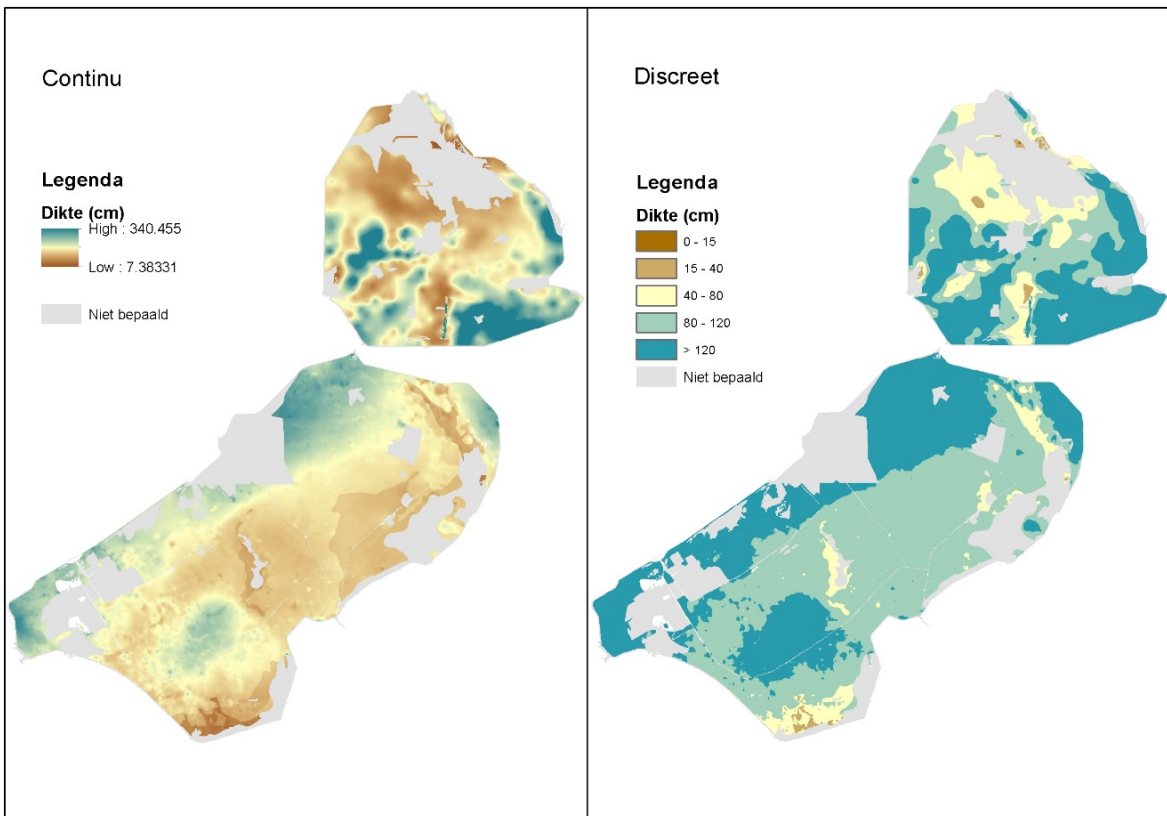 Continu
Legenda
Dikte (cm)
High : 340.455
Low : 7.38331
Niet bepaald
Discreet
Legenda
Dikte (cm)
0 - 15
15 - 40
40 - 80
80 - 120
> 120
Niet bepaald